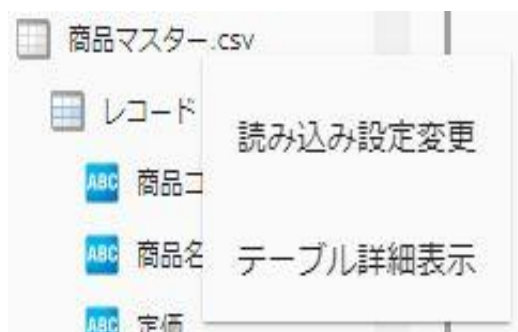 商品マスター.csv
レコード
読み込み設定変更
ABC 商品コ
ABC 商品名
テーブル詳細表示
ABC 定価